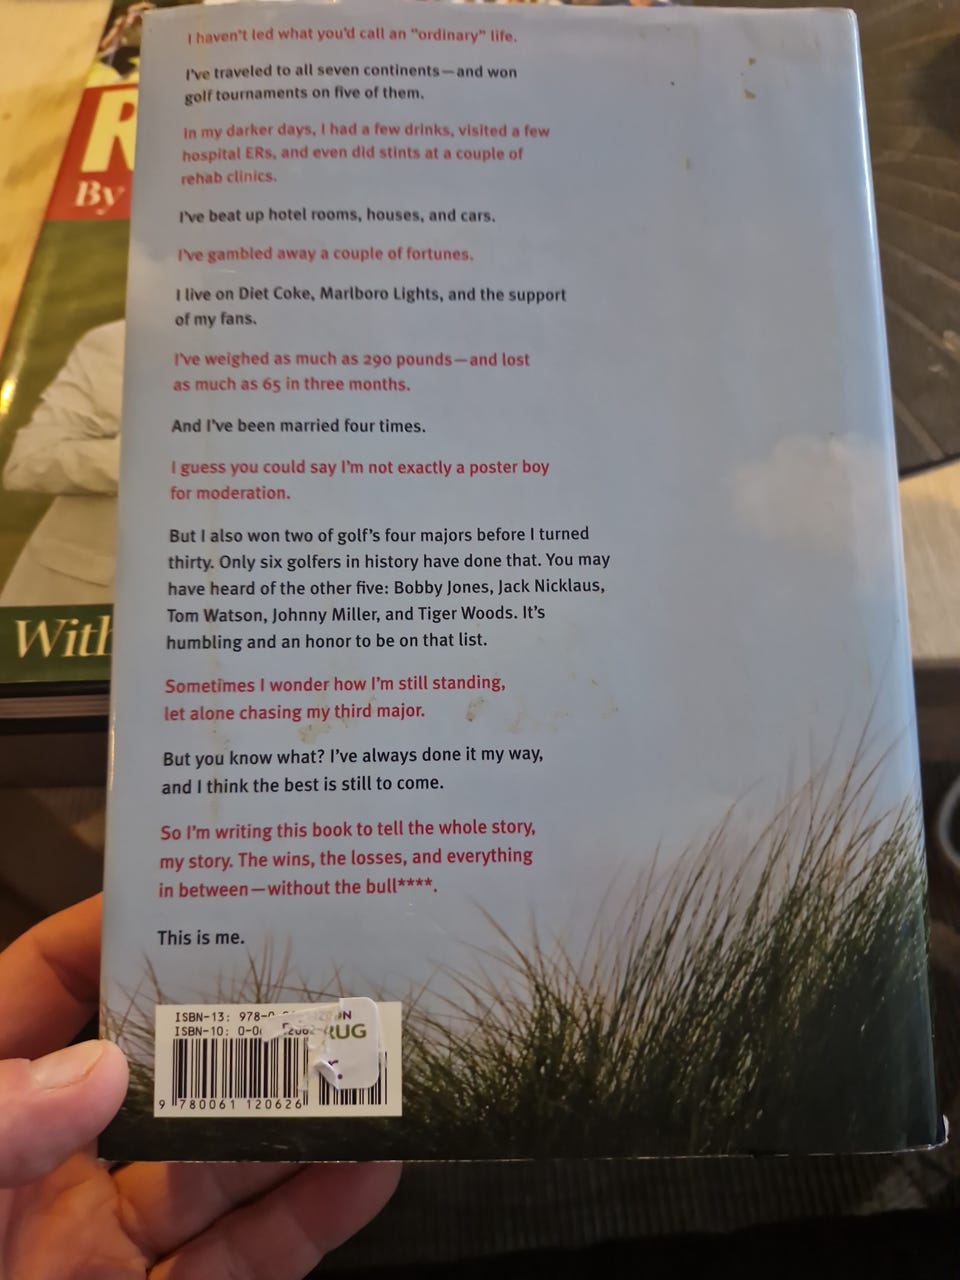 I haven't led what you'd call an "ordinary" life.
I've traveled to all seven continents—and won
golf tournaments on five of them.
In my darker days, I had a few drinks, visited a few
hospital ERs, and even did stints at a couple of
rehab clinics.
I've beat up hotel rooms, houses, and cars.
I've gambled away a couple of fortunes.
I live on Diet Coke, Marlboro Lights, and the support
of my fans.
I've weighed as much as 290 pounds—and lost
as much as 65 in three months.
And I've been married four times.
I guess you could say I'm not exactly a poster boy
for moderation.
But I also won two of golf's four majors before I turned
thirty. Only six golfers in history have done that. You may
have heard of the other five: Bobby Jones, Jack Nicklaus,
Tom Watson, Johnny Miller, and Tiger Woods. It's
humbling and an honor to be on that list.
Sometimes I wonder how I'm still standing,
let alone chasing my third major.
But you know what? I've always done it my way,
and I think the best is still to come.
So I'm writing this book to tell the whole story,
my story. The wins, the losses, and everything
in between—without the bull****.
This is me.
ISBN-13: 978-0
ISBN-10: 0-0
RUG
9 780061 120626
R
By
With